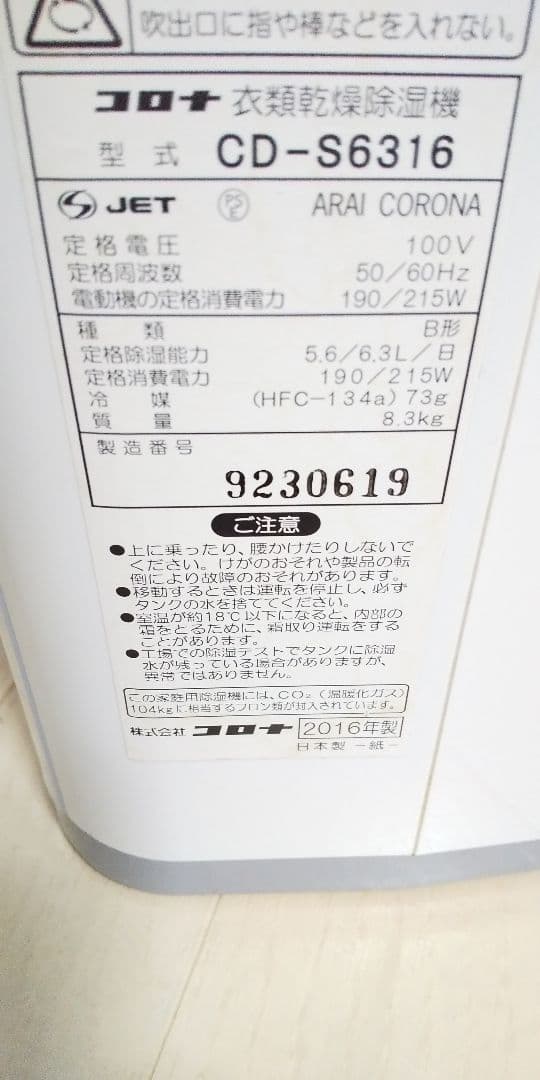 吹出口に指や棒などを入れない。
コロナ 衣類乾燥除湿機
型式 CD-S6316
JET PSE ARAI CORONA
定格電圧 100V
定格周波数 50/60Hz
電動機の定格消費電力 190/215W
種類 B形
定格除湿能力 5.6/6.3L/日
定格消費電力 190/215W
冷媒 (HFC-134a) 73g
質量 8.3kg
製造番号
9230619
ご注意
●上に乗ったり、腰かけたりしないで
ください。けがのおそれや製品の転
倒により故障のおそれがあります。
●移動するときは運転を停止し、必ず
タンクの水を捨ててください。
●室温が約18℃以下になると、内部の
霜をとるために、霜取り運転をする
ことがあります。
●工場での除湿テストでタンクに除湿
水が残っている場合がありますが、
異常ではありません。
この家庭用除湿機には、CO₂(温暖化ガス)
104kgに相当するフロン類が封入されています。
株式会社 コロナ 2016年製
日本製 -紙-